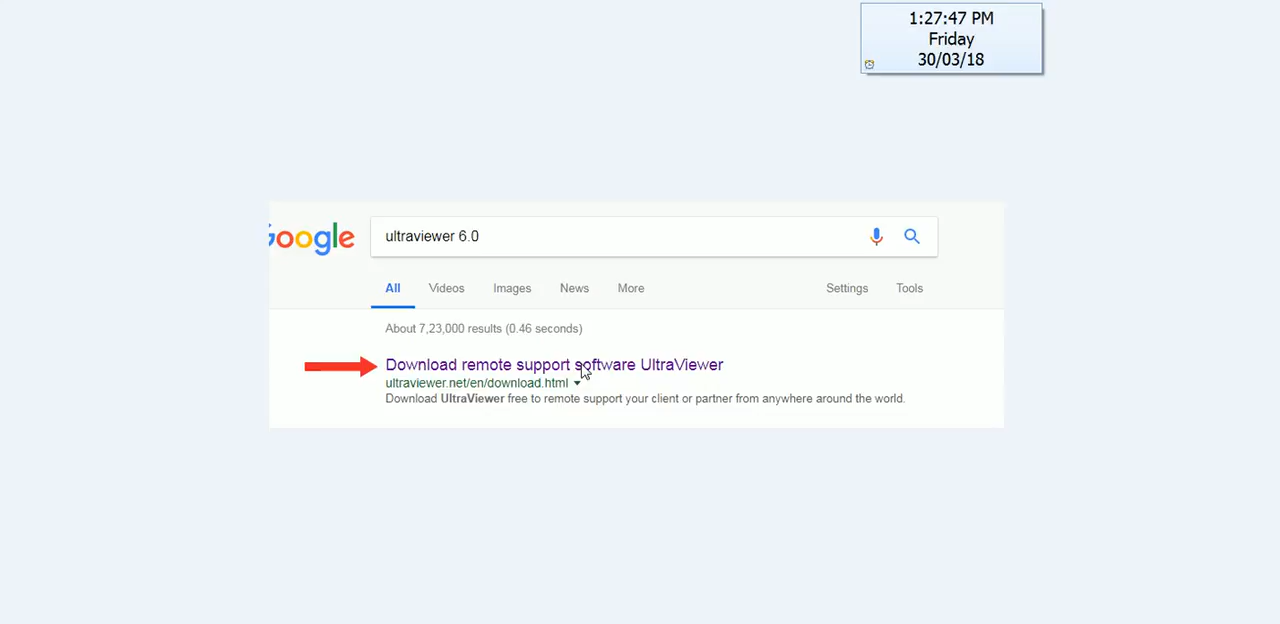 1:27:47 PM
Friday
30/03/18
Google
ultraviewer 6.0
All Videos Images News More Settings Tools
About 7,23,000 results (0.46 seconds)
Download remote support software UltraViewer
ultraviewer.net/en/download.html
Download UltraViewer free to remote support your client or partner from anywhere around the world.